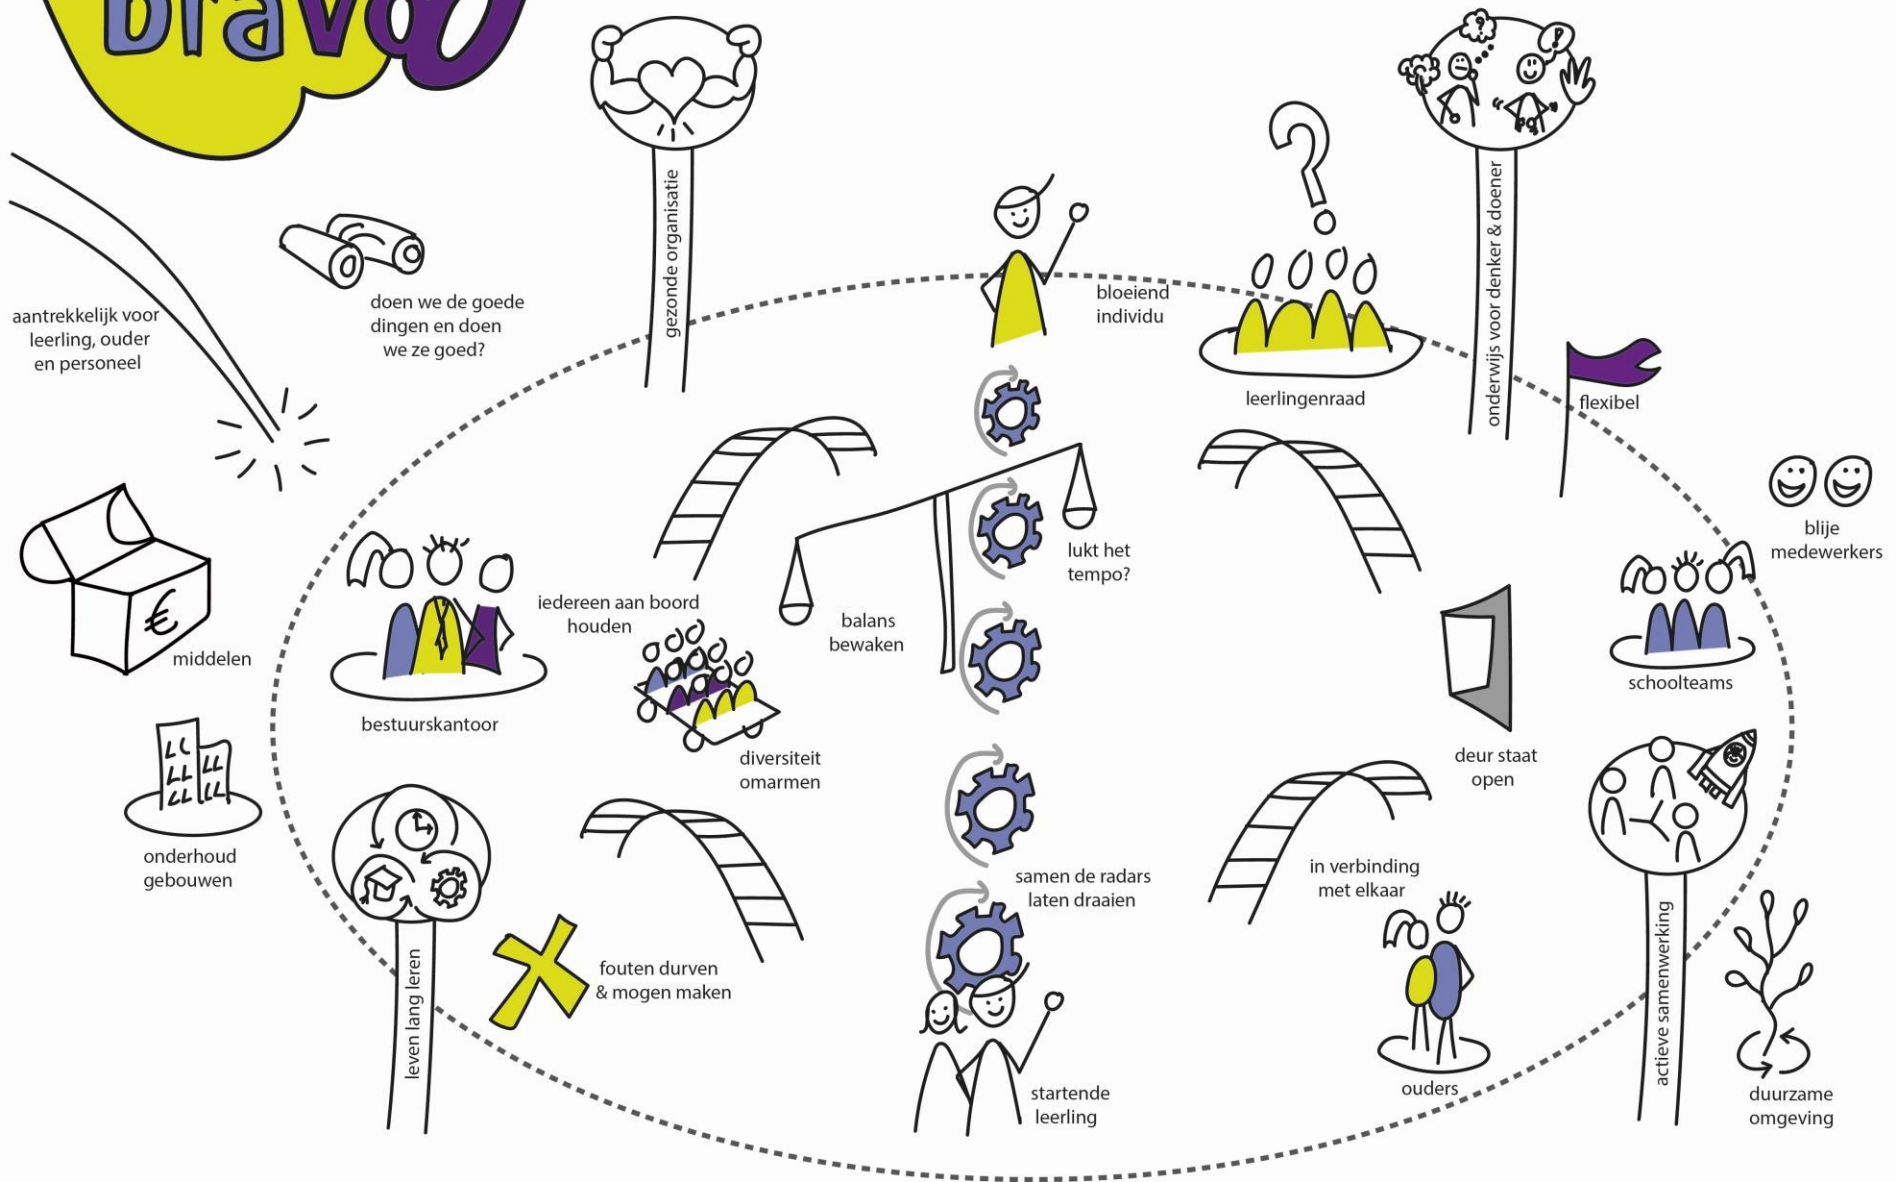 bravoo
gezonde organisatie
onderwijs voor denker & doener
aantrekkelijk voor
leerling, ouder
en personeel
doen we de goede
dingen en doen
we ze goed?
bloeiend
individu
leerlingenraad
flexibel
blije
medewerkers
lukt het
tempo?
€
middelen
iedereen aan boord
houden
balans
bewaken
schoolteams
bestuurskantoor
diversiteit
omarmen
deur staat
open
onderhoud
gebouwen
samen de radars
laten draaien
in verbinding
met elkaar
leven lang leren
fouten durven
& mogen maken
actieve samenwerking
startende
leerling
ouders
duurzame
omgeving